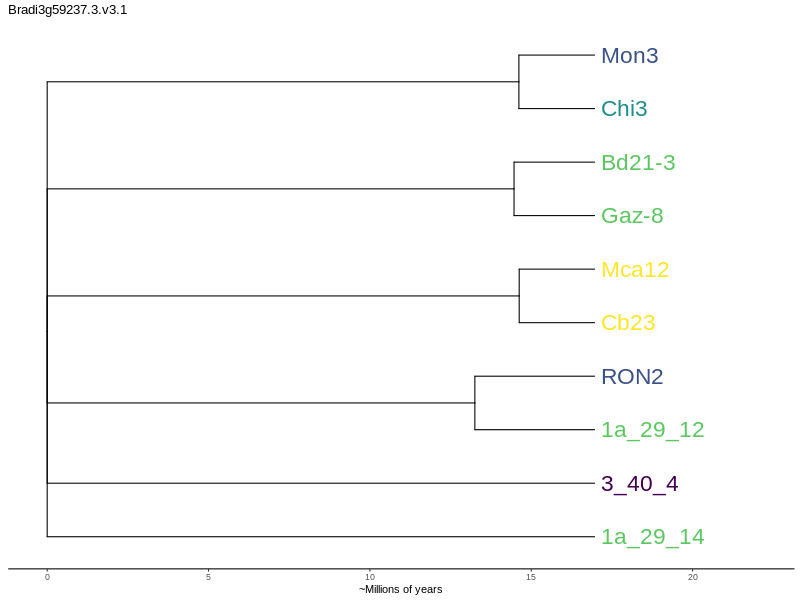 Bradi3g59237.3.v3.1
Mon3
Chi3
Bd21-3
Gaz-8
Mca12
Cb23
RON2
1a_29_12
3_40_4
1a_29_14
0 5 10 15 20
~Millions of years